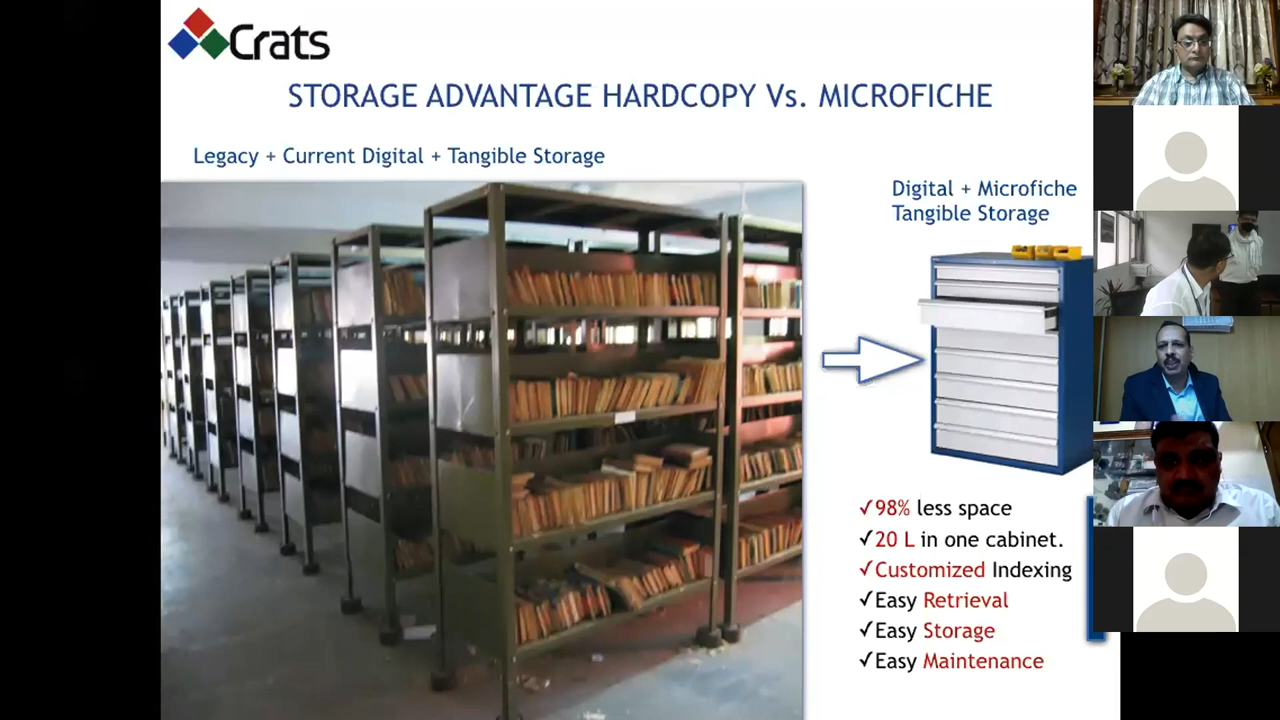 Crats
STORAGE ADVANTAGE HARDCOPY Vs. MICROFICHE
Legacy + Current Digital + Tangible Storage
Digital + Microfiche
Tangible Storage
✓98% less space
✓20 L in one cabinet.
✓Customized Indexing
✓Easy Retrieval
✓Easy Storage
✓Easy Maintenance